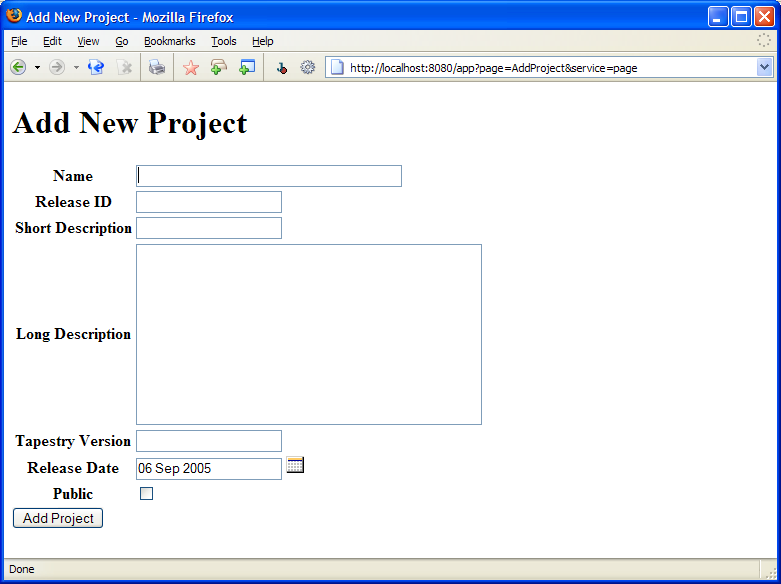 Add New Project - Mozilla Firefox
File Edit View Go Bookmarks Tools Help
http://localhost:8080/app?page=AddProject&service=page
Add New Project
Name
Release ID
Short Description
Long Description
Tapestry Version
Release Date 06 Sep 2005
Public
Add Project
Done